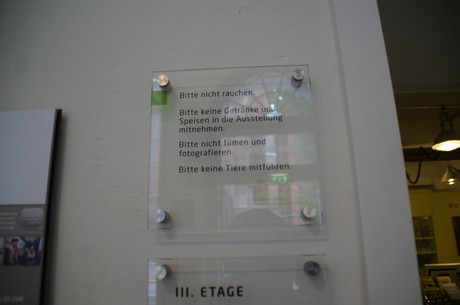 Bitte nicht rauchen.
Bitte keine Getränke und
Speisen in die Ausstellung
mitnehmen.
Bitte nicht filmen und
fotografieren.
Bitte keine Tiere mitführen.
III. ETAGE